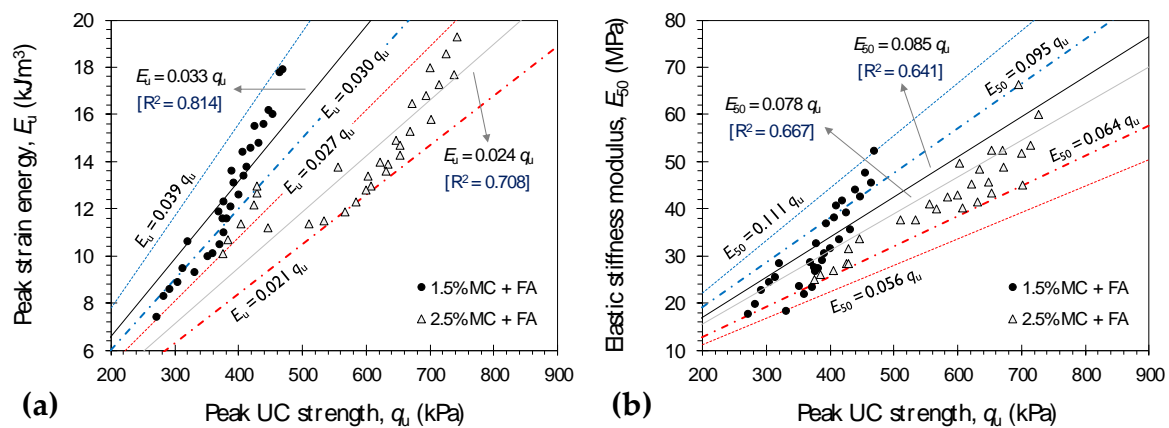 Peak strain energy, Eu (kJ/m³)
20
18
16
14
12
10
8
6
Eu = 0.033 qu
[R² = 0.814]
Eu = 0.039 qu
Eu = 0.030 qu
Eu = 0.027 qu
Eu = 0.024 qu
[R² = 0.708]
Eu = 0.021 qu
1.5%MC + FA
2.5%MC + FA
200 300 400 500 600 700 800 900
Peak UC strength, qu (kPa)
(a)
Elastic stiffness modulus, E50 (MPa)
80
70
60
50
40
30
20
10
E50 = 0.085 qu
[R² = 0.641]
E50 = 0.078 qu
[R² = 0.667]
E50 = 0.095 qu
E50 = 0.111 qu
E50 = 0.064 qu
E50 = 0.056 qu
1.5%MC + FA
2.5%MC + FA
200 300 400 500 600 700 800 900
Peak UC strength, qu (kPa)
(b)